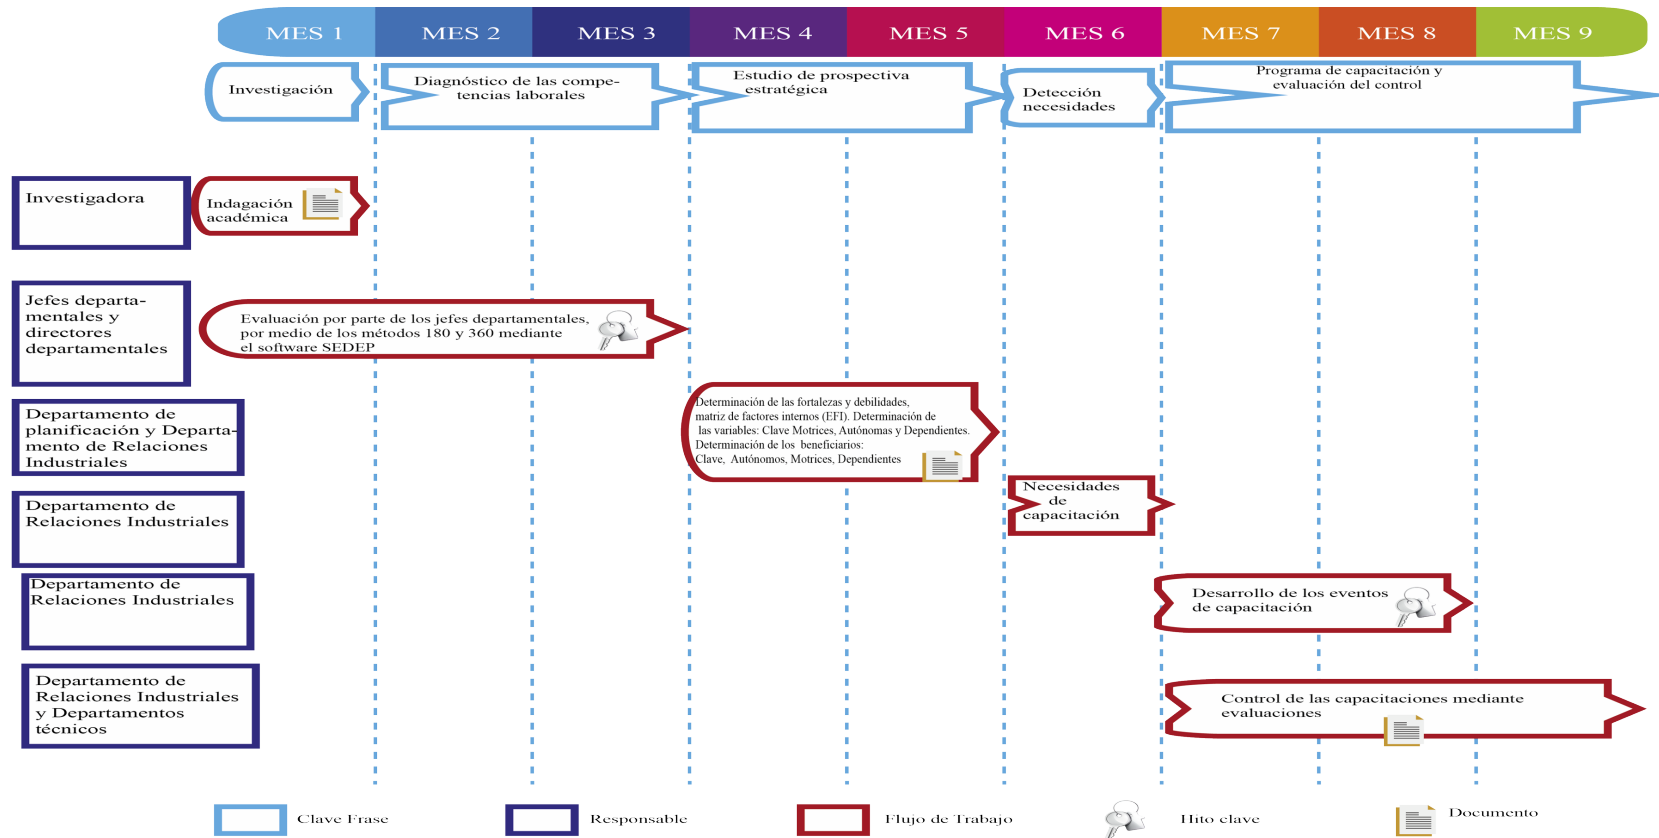 MES 1
MES 2
MES 3
MES 4
MES 5
MES 6
MES 7
MES 8
MES 9
Investigación
Diagnóstico de las compe-
tencias laborales
Estudio de prospectiva
estratégica
Detección
necesidades
Programa de capacitación y
evaluación del control
Investigadora
Indagación
académica
Jefes departa-
mentales y
directores
departamentales
Evaluación por parte de los jefes departamentales,
por medio de los métodos 180 y 360 mediante
el software SEDEP
Departamento de
planificación y Departa-
mento de Relaciones
Industriales
Determinación de las fortalezas y debilidades,
matriz de factores internos (EFI). Determinación de
las variables: Clave Motrices, Autónomas y Dependientes.
Determinación de los beneficiarios:
Clave, Autónomos, Motrices, Dependientes
Departamento de
Relaciones Industriales
Necesidades
de
capacitación
Departamento de
Relaciones Industriales
Desarrollo de los eventos
de capacitación
Departamento de
Relaciones Industriales
y Departamentos
técnicos
Control de las capacitaciones mediante
evaluaciones
Clave Frase
Responsable
Flujo de Trabajo
Hito clave
Documento